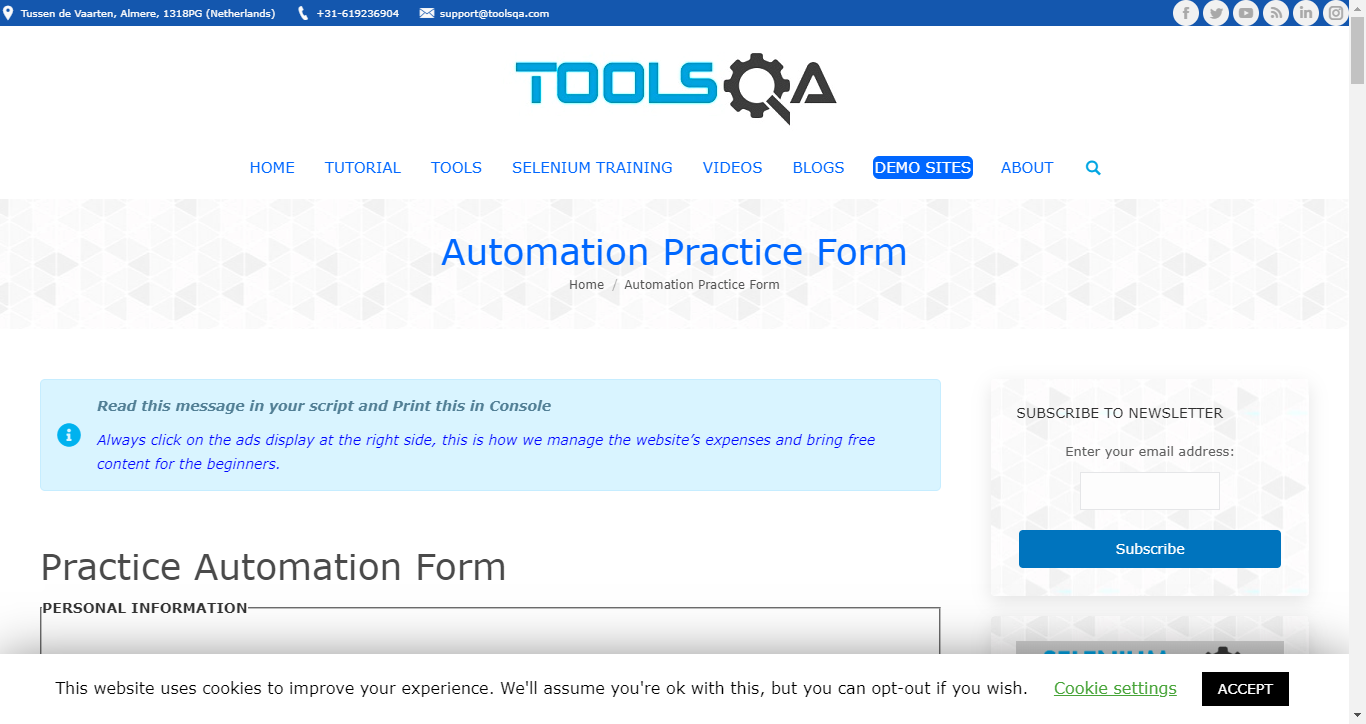 Tussen de Vaarten, Almere, 1318PG (Netherlands) +31-619236904 support@toolsqa.com
TOOLSQA
HOME TUTORIAL TOOLS SELENIUM TRAINING VIDEOS BLOGS DEMO SITES ABOUT
Automation Practice Form
Home / Automation Practice Form
Read this message in your script and Print this in Console
Always click on the ads display at the right side, this is how we manage the website’s expenses and bring free
content for the beginners.
SUBSCRIBE TO NEWSLETTER
Enter your email address:
Subscribe
Practice Automation Form
PERSONAL INFORMATION
SELENIUM
This website uses cookies to improve your experience. We'll assume you're ok with this, but you can opt-out if you wish. Cookie settings ACCEPT